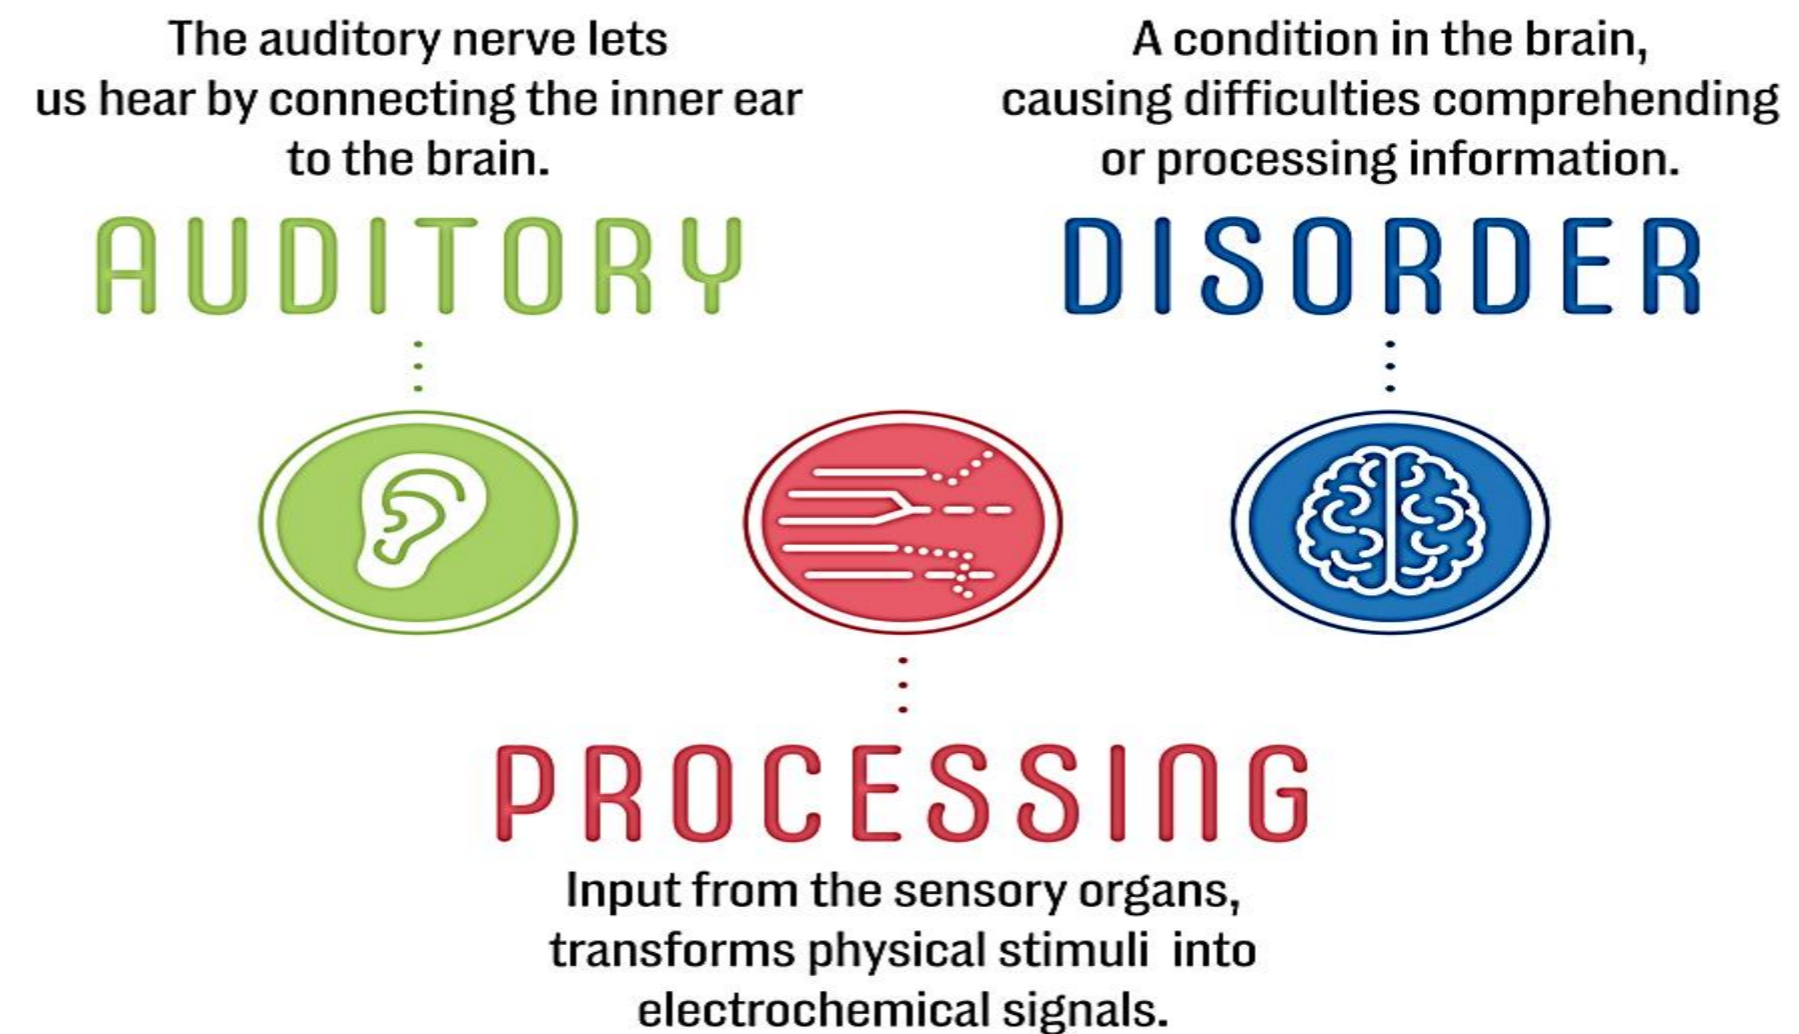 The auditory nerve lets
us hear by connecting the inner ear
to the brain.
AUDITORY
A condition in the brain,
causing difficulties comprehending
or processing information.
DISORDER
PROCESSING
Input from the sensory organs,
transforms physical stimuli into
electrochemical signals.